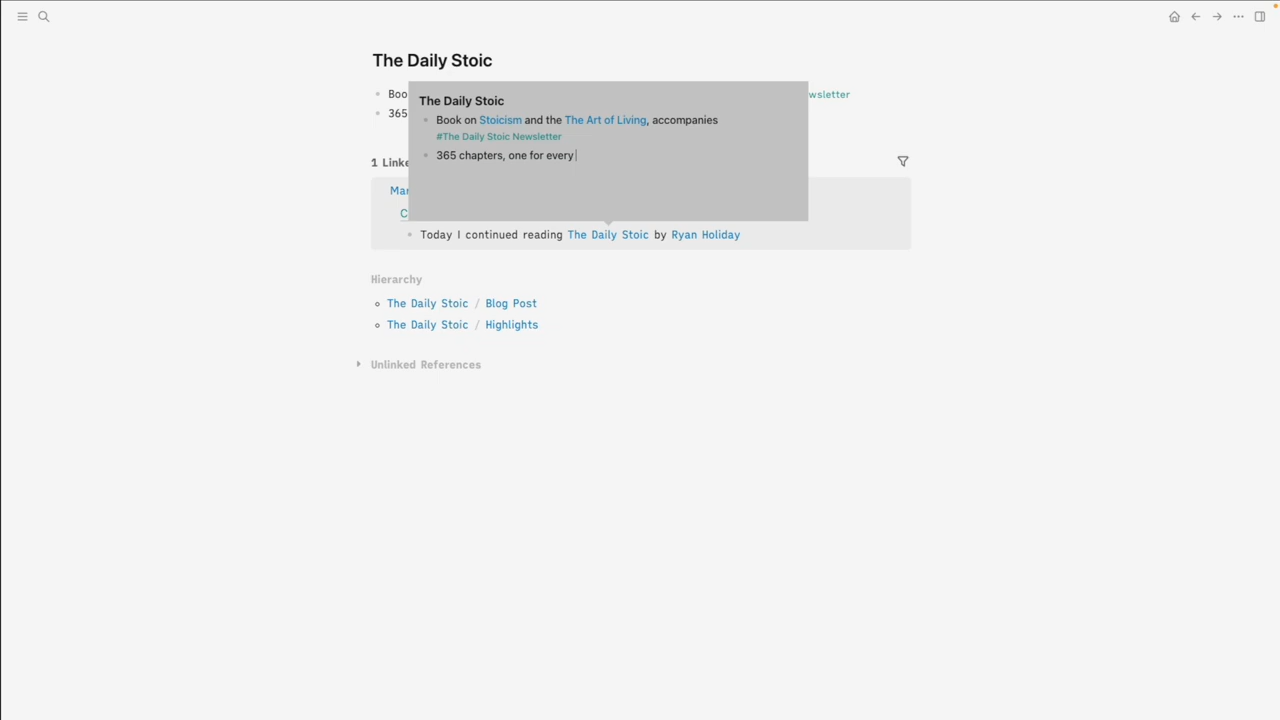 The Daily Stoic
Boo
wsletter
365
The Daily Stoic
Book on Stoicism and the The Art of Living, accompanies
#The Daily Stoic Newsletter
365 chapters, one for every
1 Linke
Mar
C
Today I continued reading The Daily Stoic by Ryan Holiday
Hierarchy
The Daily Stoic / Blog Post
The Daily Stoic / Highlights
Unlinked References